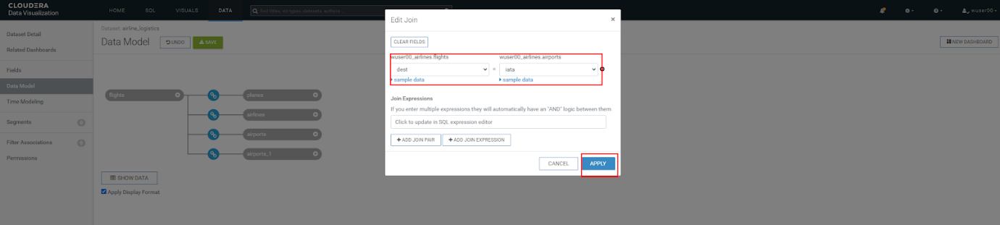 CLOUDERA
Data Visualization
HOME SQL VISUALS DATA
Find titles, viz types, datasets, authors...
wuser00
Dataset Detail
Related Dashboards
Fields
Data Model
Time Modeling
Segments 0
Filter Associations 0
Permissions
Dataset: airline_logistics
Data Model
UNDO
SAVE
NEW DASHBOARD
flights
planes
airlines
airports
airports_1
SHOW DATA
Apply Display Format
Edit Join
×
CLEAR FIELDS
wuser00_airlines.flights wuser00_airlines.airports
dest = iata
sample data sample data
Join Expressions
If you enter multiple expressions they will automatically have an "AND" logic between them
Click to update in SQL expression editor
+ ADD JOIN PAIR + ADD JOIN EXPRESSION
CANCEL APPLY